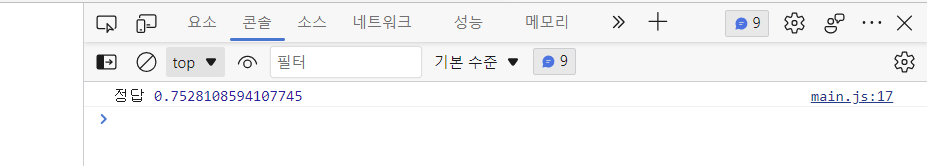 요소 콘솔 소스 네트워크 성능 메모리 9
top 필터 기본 수준 9
정답 0.7528108594107745 main.js:17